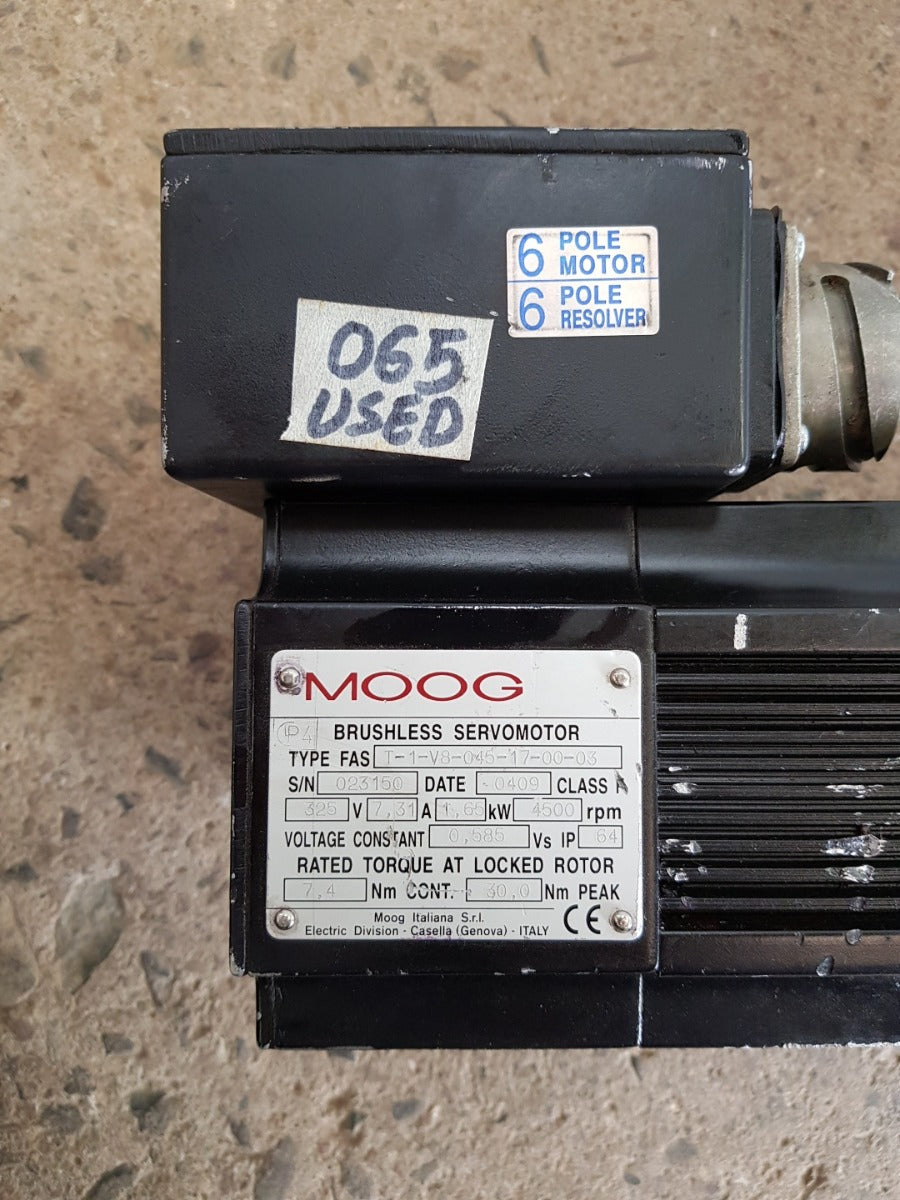 6 POLE MOTOR
6 POLE RESOLVER
065
USED
MOOG
BRUSHLESS SERVOMOTOR
TYPE FAS T-1-V8-045-17-00-03
S/N 023150 DATE 0409 CLASS F
325 V 7,31 A 1,65 kW 4500 rpm
VOLTAGE CONSTANT 0,585 Vs IP 64
RATED TORQUE AT LOCKED ROTOR
7,4 Nm CONT. 30,0 Nm PEAK
Moog Italiana S.r.l.
Electric Division - Casella (Genova) - ITALY CE